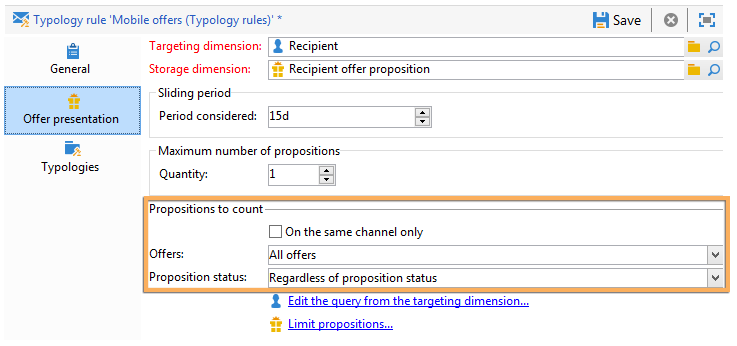 Typology rule 'Mobile offers (Typology rules)' *
Save
General
Offer presentation
Typologies
Targeting dimension: Recipient
Storage dimension: Recipient offer proposition
Sliding period
Period considered: 15d
Maximum number of propositions
Quantity: 1
Propositions to count
On the same channel only
Offers: All offers
Proposition status: Regardless of proposition status
Edit the query from the targeting dimension...
Limit propositions...